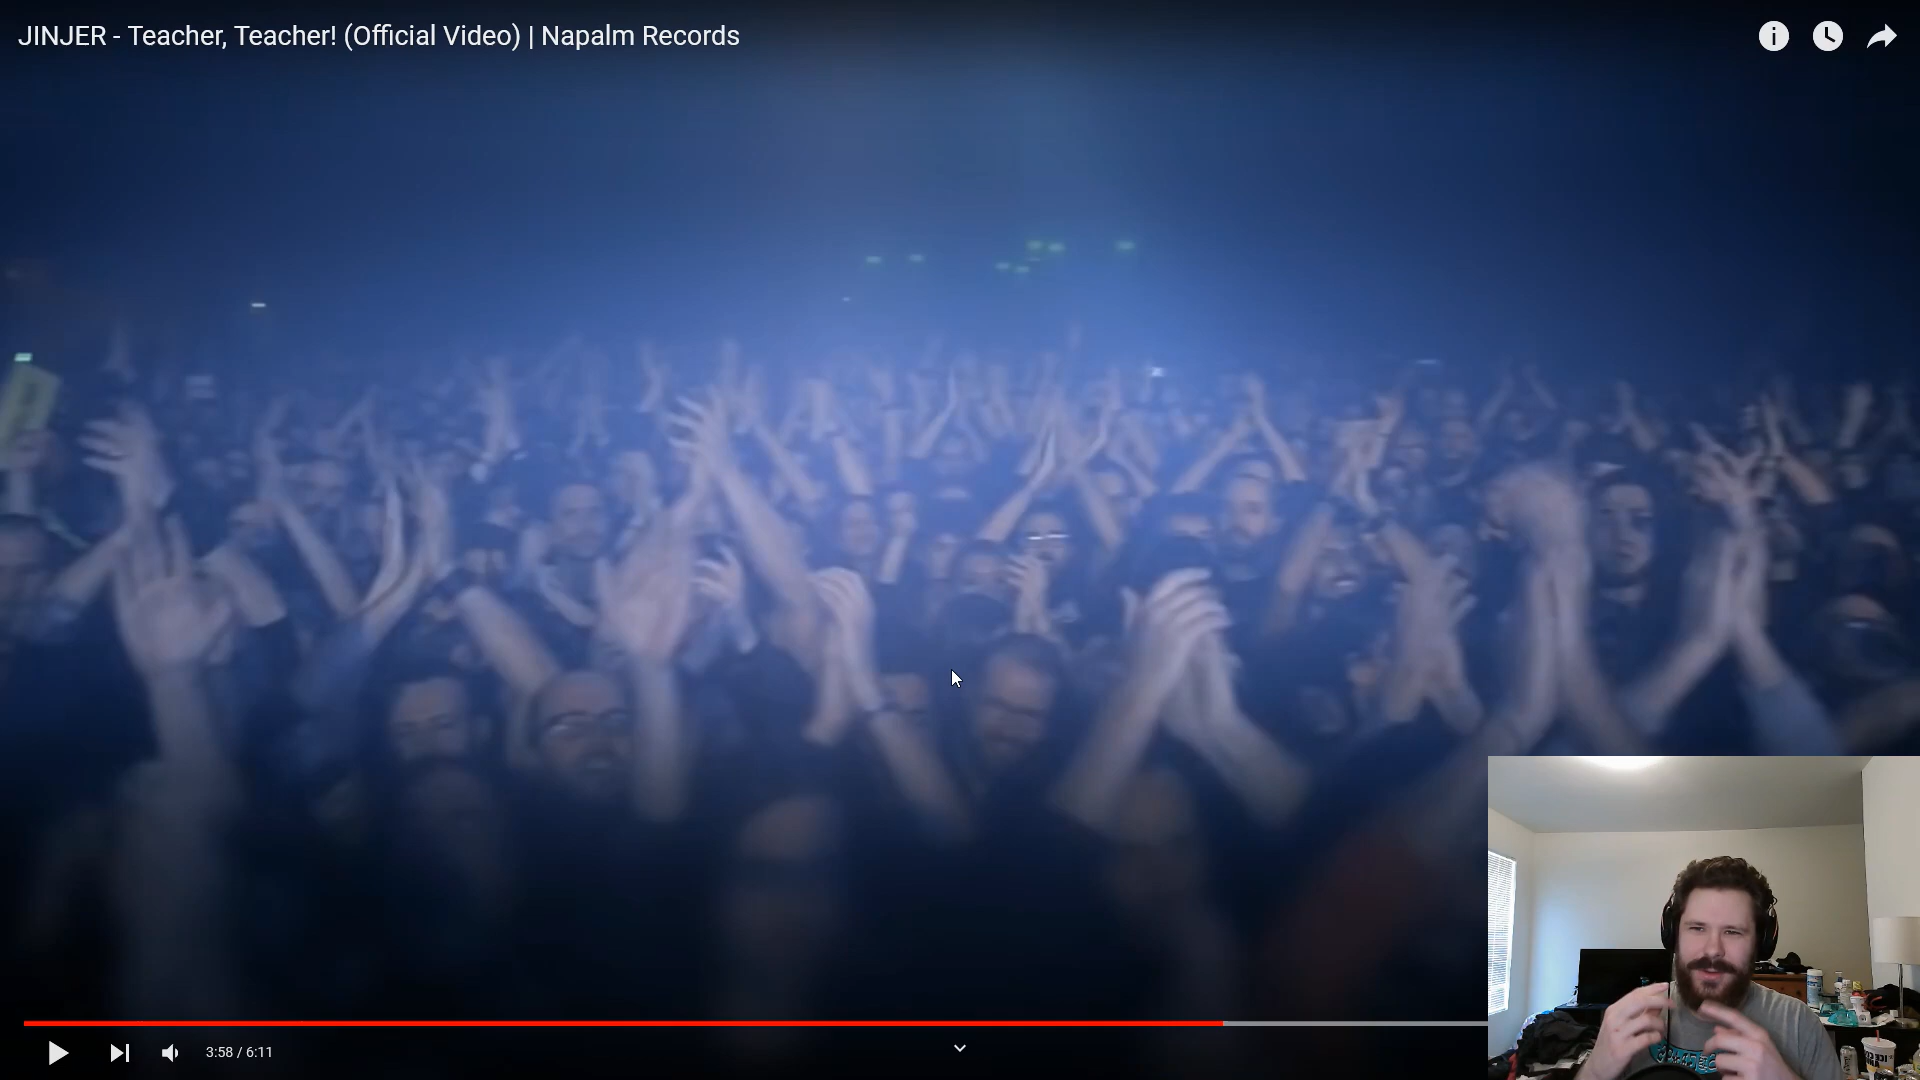 JINJER - Teacher, Teacher! (Official Video) | Napalm Records
3:58 / 6:11